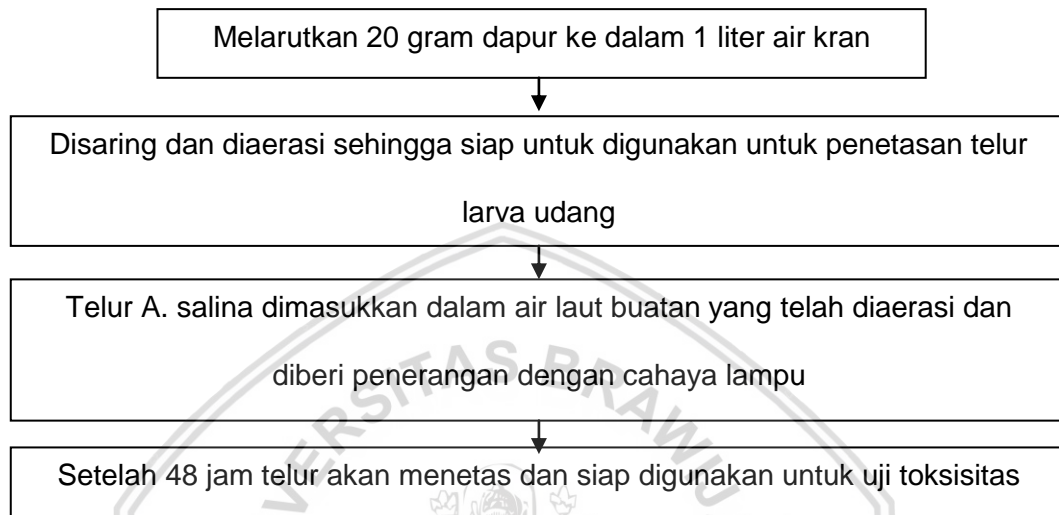 Melarutkan 20 gram dapur ke dalam 1 liter air kran
Disaring dan diaerasi sehingga siap untuk digunakan untuk penetasan telur
larva udang
Telur A. salina dimasukkan dalam air laut buatan yang telah diaerasi dan
diberi penerangan dengan cahaya lampu
VERSITAS BRAWIJ
Setelah 48 jam telur akan menetas dan siap digunakan untuk uji toksisitas